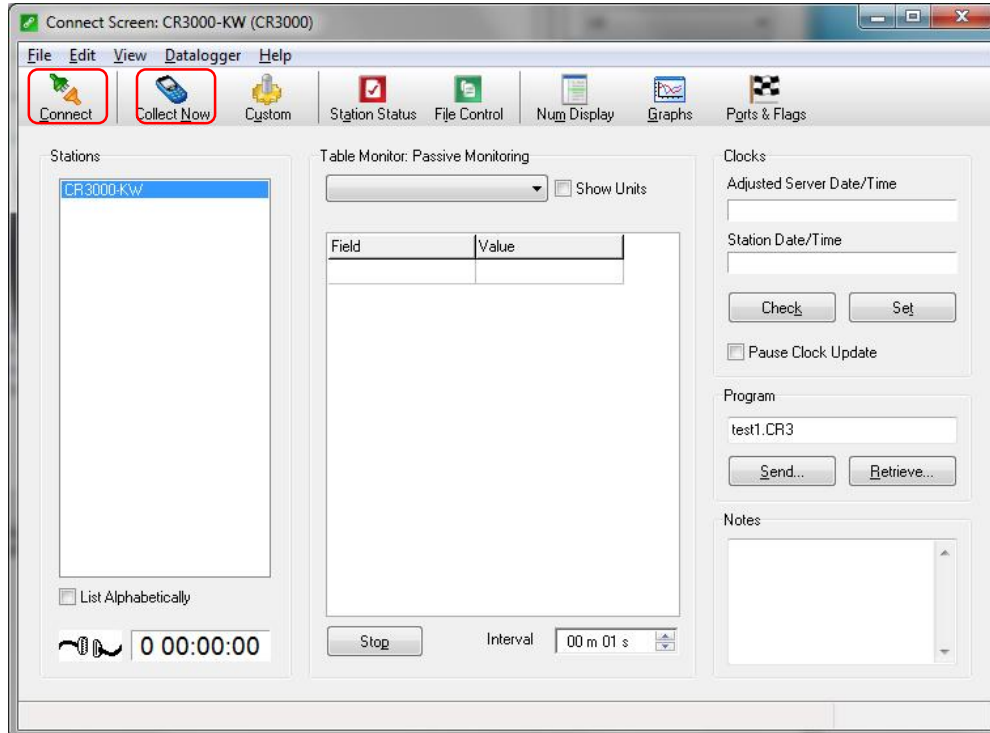 Connect Screen: CR3000-KW (CR3000)
File Edit View Datalogger Help
Connect Collect Now Custom Station Status File Control Num Display Graphs Ports & Flags
Stations
CR3000-KW
List Alphabetically
0 00:00:00
Table Monitor: Passive Monitoring
Show Units
Field Value
Stop Interval 00 m 01 s
Clocks
Adjusted Server Date/Time
Station Date/Time
Check Set
Pause Clock Update
Program
test1.CR3
Send... Retrieve...
Notes